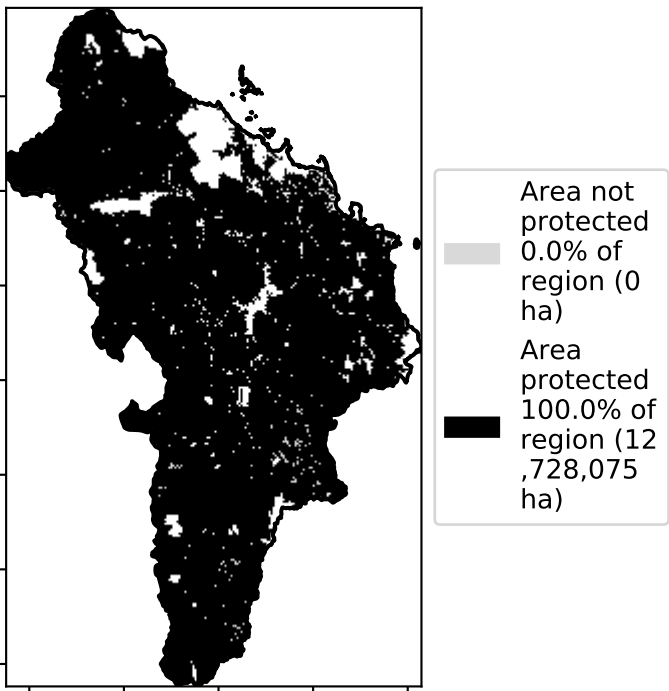 Area not
protected
0.0% of
region (0
ha)
Area
protected
100.0% of
region (12
,728,075
ha)